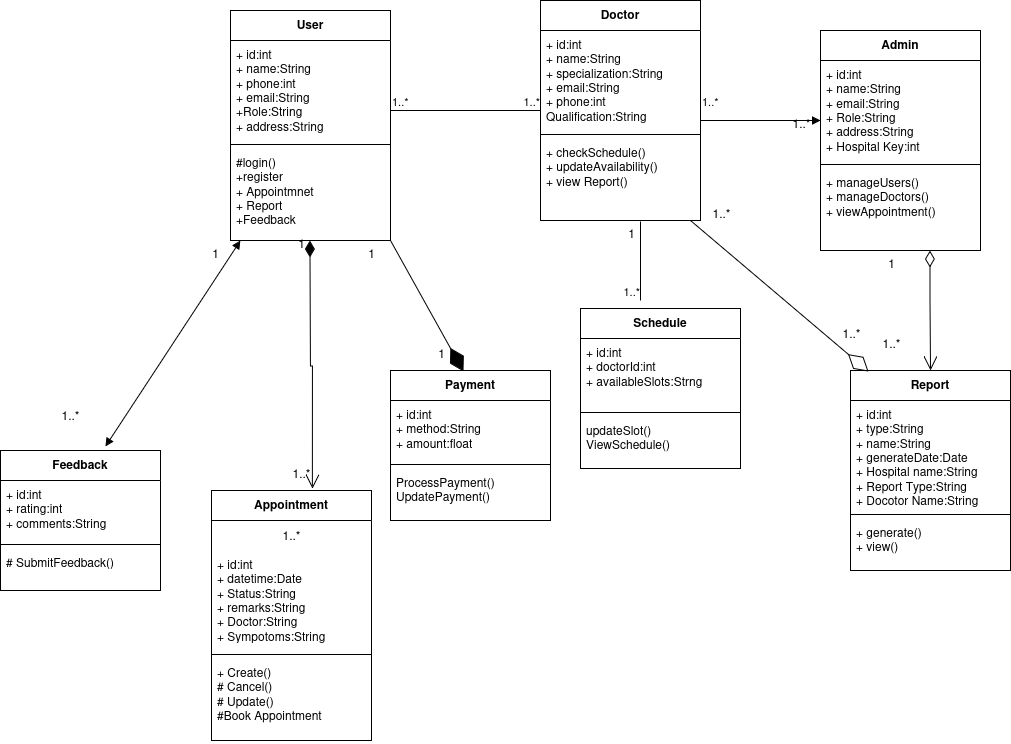 User
+ id:int
+ name:String
+ phone:int
+ email:String
+Role:String
+ address:String
#login()
+register
+ Appointmnet
+ Report
+Feedback
Doctor
+ id:int
+ name:String
+ specialization:String
+ email:String
+ phone:int
Qualification:String
+ checkSchedule()
+ updateAvailability()
+ view Report()
Admin
+ id:int
+ name:String
+ email:String
+ Role:String
+ address:String
+ Hospital Key:int
+ manageUsers()
+ manageDoctors()
+ viewAppointment()
1..*
1..*
1..*
1..*
1
1
1
1
1..*
1
1..*
1
1..*
1..*
1..*
1..*
Schedule
+ id:int
+ doctorId:int
+ availableSlots:Strng
updateSlot()
ViewSchedule()
Payment
+ id:int
+ method:String
+ amount:float
ProcessPayment()
UpdatePayment()
Report
+ id:int
+ type:String
+ name:String
+ generateDate:Date
+ Hospital name:String
+ Report Type:String
+ Docotor Name:String
+ generate()
+ view()
Feedback
+ id:int
+ rating:int
+ comments:String
# SubmitFeedback()
Appointment
1..*
+ id:int
+ datetime:Date
+ Status:String
+ remarks:String
+ Doctor:String
+ Sympotoms:String
+ Create()
# Cancel()
# Update()
#Book Appointment